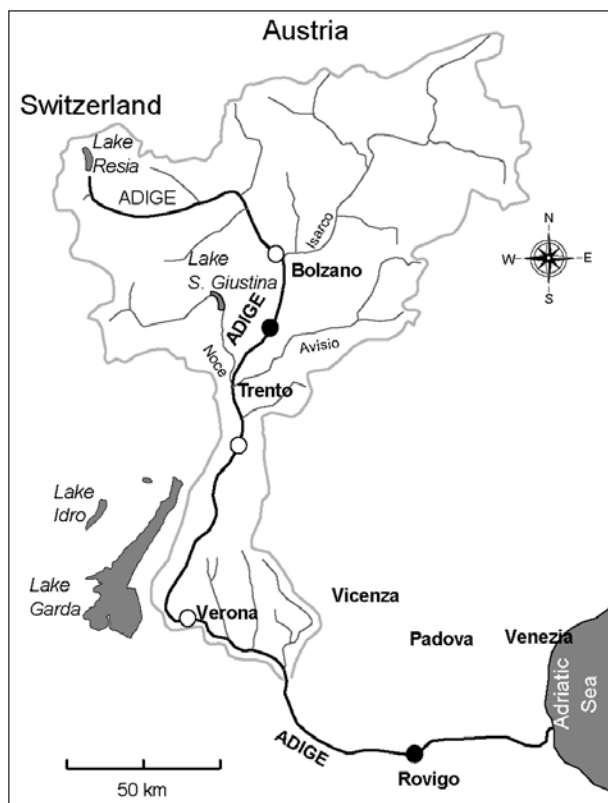 Austria
Switzerland
Lake
Resia
ADIGE
Isarco
N
W
E
S
Lake
S. Giustina
Bolzano
ADIGE
Avisio
Noce
Trento
Lake
Idro
Lake
Garda
Verona
Vicenza
Padova
Venezia
Adriatic
Sea
ADIGE
Rovigo
50 km